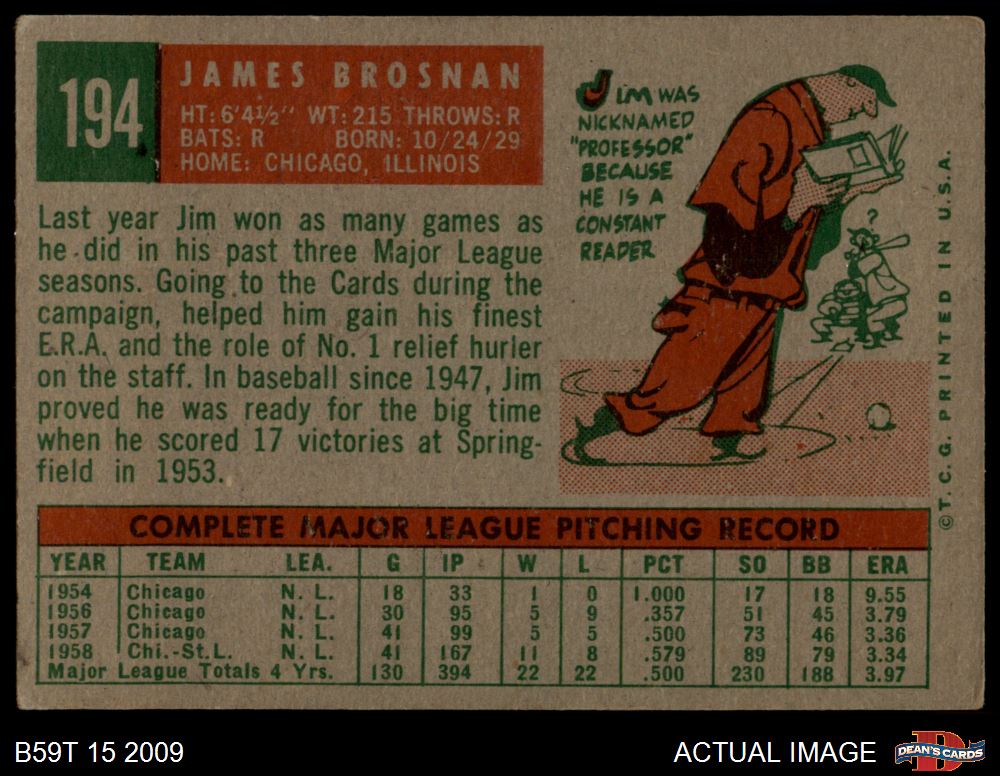 194
JAMES BROSNAN
HT: 6'4½" WT: 215 THROWS: R
BATS: R BORN: 10/24/29
HOME: CHICAGO, ILLINOIS
JIM WAS
NICKNAMED
"PROFESSOR"
BECAUSE
HE IS A
CONSTANT
READER
?
Last year Jim won as many games as
he did in his past three Major League
seasons. Going to the Cards during the
campaign, helped him gain his finest
E.R.A. and the role of No. 1 relief hurler
on the staff. In baseball since 1947, Jim
proved he was ready for the big time
when he scored 17 victories at Spring-
field in 1953.
© T. C. G. PRINTED IN U. S. A.
COMPLETE MAJOR LEAGUE PITCHING RECORD
YEAR TEAM LEA. G IP W L PCT SO BB ERA
1954 Chicago N. L. 18 33 1 0 1.000 17 18 9.55
1956 Chicago N. L. 30 95 5 9 .357 51 45 3.79
1957 Chicago N. L. 41 99 5 5 .500 73 46 3.36
1958 Chi.-St. L. N. L. 41 167 11 8 .579 89 79 3.34
Major League Totals 4 Yrs. 130 394 22 22 .500 230 188 3.97
B59T 15 2009
ACTUAL IMAGE
D
DEAN'S CARDS